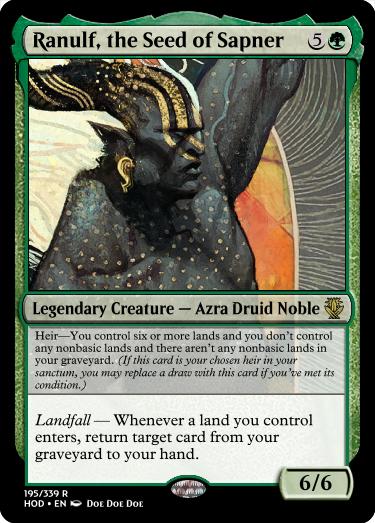 Ranulf, the Seed of Sapner 5
Legendary Creature — Azra Druid Noble
Heir—You control six or more lands and you don't control
any nonbasic lands and there aren't any nonbasic lands in
your graveyard. (If this card is your chosen heir in your
sanctum, you may replace a draw with this card if you've met its
condition.)
Landfall — Whenever a land you control
enters, return target card from your
graveyard to your hand.
6/6
195/339 R
HOD • EN DOE DOE DOE